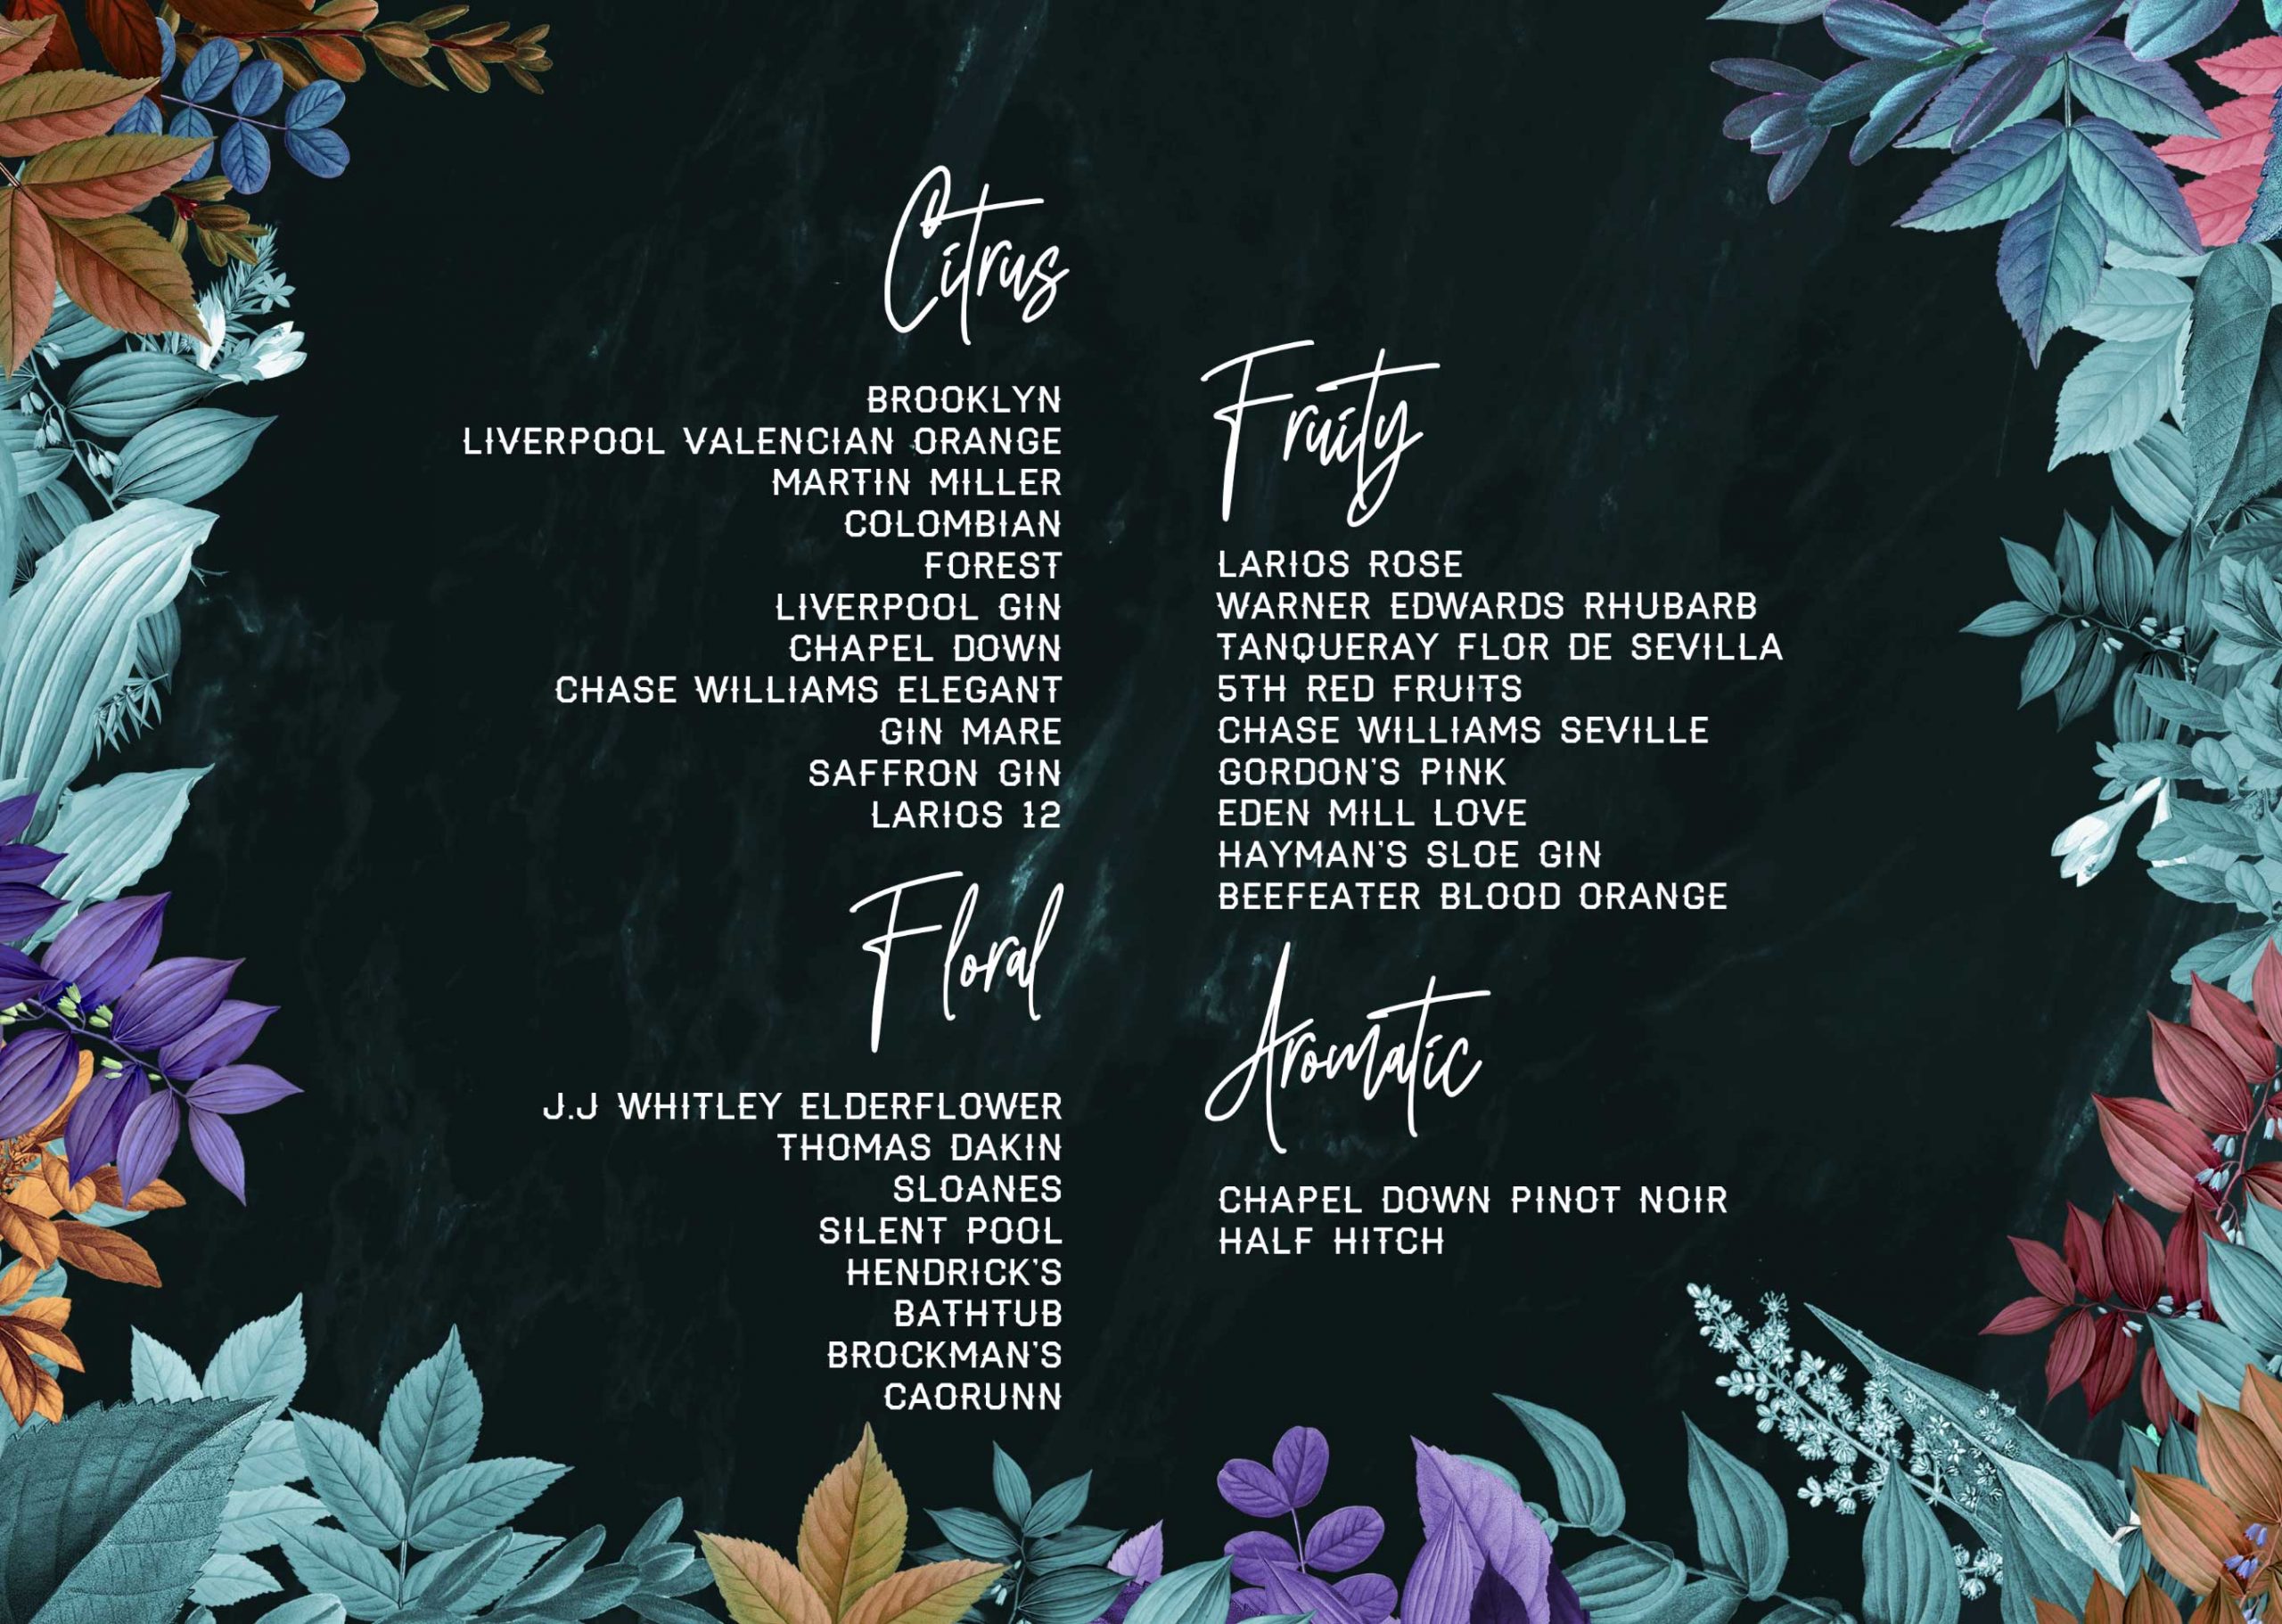 Citrus
BROOKLYN
LIVERPOOL VALENCIAN ORANGE
MARTIN MILLER
COLOMBIAN
FOREST
LIVERPOOL GIN
CHAPEL DOWN
CHASE WILLIAMS ELEGANT
GIN MARE
SAFFRON GIN
LARIOS 12
Floral
J.J WHITLEY ELDERFLOWER
THOMAS DAKIN
SLOANES
SILENT POOL
HENDRICK'S
BATHTUB
BROCKMAN'S
CAORUNN
Fruity
LARIOS ROSE
WARNER EDWARDS RHUBARB
TANQUERAY FLOR DE SEVILLA
5TH RED FRUITS
CHASE WILLIAMS SEVILLE
GORDON'S PINK
EDEN MILL LOVE
HAYMAN'S SLOE GIN
BEEFEATER BLOOD ORANGE
Aromatic
CHAPEL DOWN PINOT NOIR
HALF HITCH